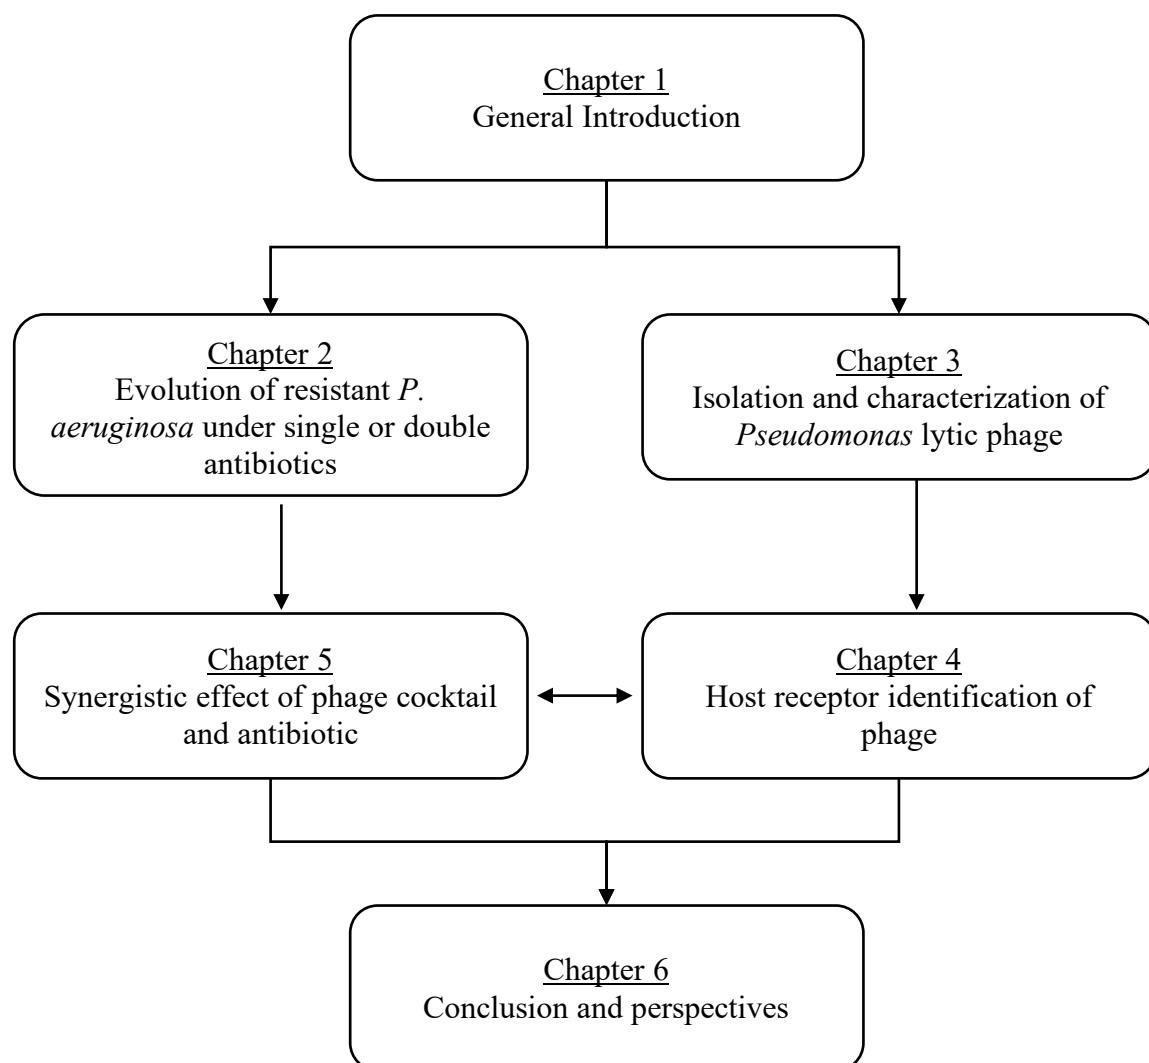 Chapter 1
General Introduction
Chapter 2
Evolution of resistant P.
aeruginosa under single or double
antibiotics
Chapter 3
Isolation and characterization of
Pseudomonas lytic phage
Chapter 5
Synergistic effect of phage cocktail
and antibiotic
Chapter 4
Host receptor identification of
phage
Chapter 6
Conclusion and perspectives